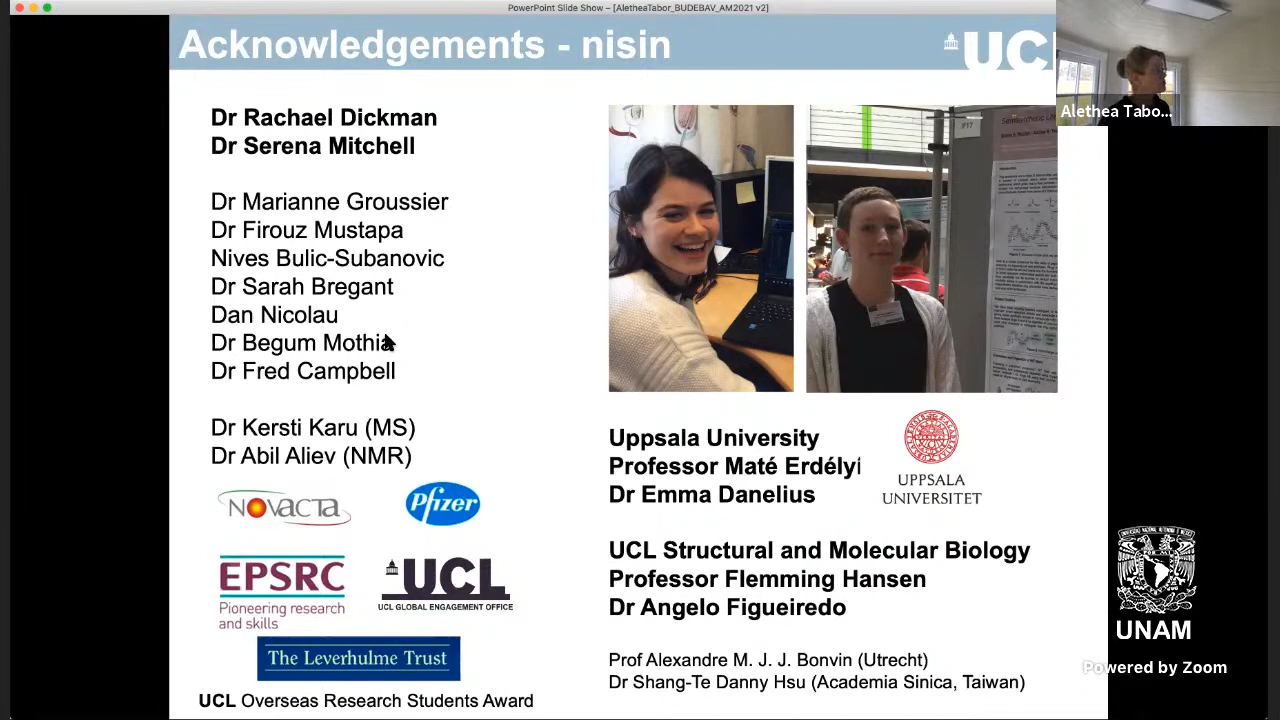 PowerPoint Slide Show – [AletheaTabor_BUDEBAV_AM2021 v2]
Acknowledgements - nisin
UCL
Alethea Tabo...
Dr Rachael Dickman
Dr Serena Mitchell
Dr Marianne Groussier
Dr Firouz Mustapa
Nives Bulic-Subanovic
Dr Sarah Bregant
Dan Nicolau
Dr Begum Mothia
Dr Fred Campbell
Dr Kersti Karu (MS)
Dr Abil Aliev (NMR)
NOVACTA
Pfizer
EPSRC
Pioneering research
and skills
UCL
UCL GLOBAL ENGAGEMENT OFFICE
The Leverhulme Trust
UCL Overseas Research Students Award
P17
Uppsala University
Professor Maté Erdélyi
Dr Emma Danelius
UPPSALA
UNIVERSITET
UCL Structural and Molecular Biology
Professor Flemming Hansen
Dr Angelo Figueiredo
Prof Alexandre M. J. J. Bonvin (Utrecht)
Dr Shang-Te Danny Hsu (Academia Sinica, Taiwan)
UNAM
Powered by Zoom